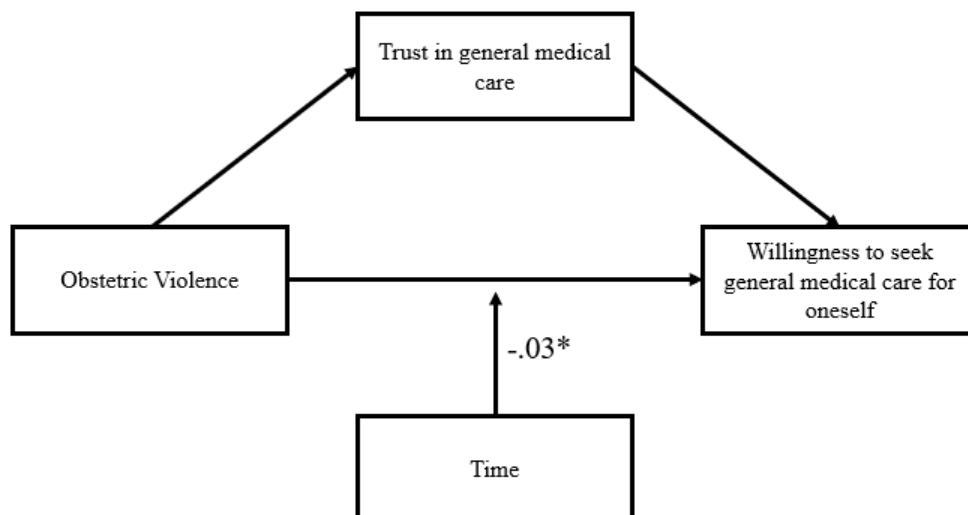 Trust in general medical
care
Obstetric Violence
Willingness to seek
general medical care for
oneself
-.03*
Time